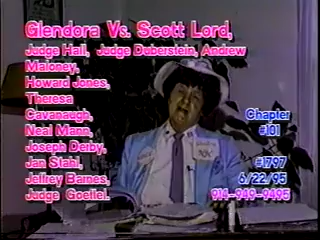 Glendora Vs. Scott Lord,
Judge Hall, Judge Duberstein, Andrew
Maloney,
Howard Jones,
Theresa
Cavanaugh,
Neal Mann,
Joseph Derby,
Jan Stahl,
Jeffrey Barnes,
Judge Goettel.
Chapter
#101
#1797
6/22/95
914-949-9495